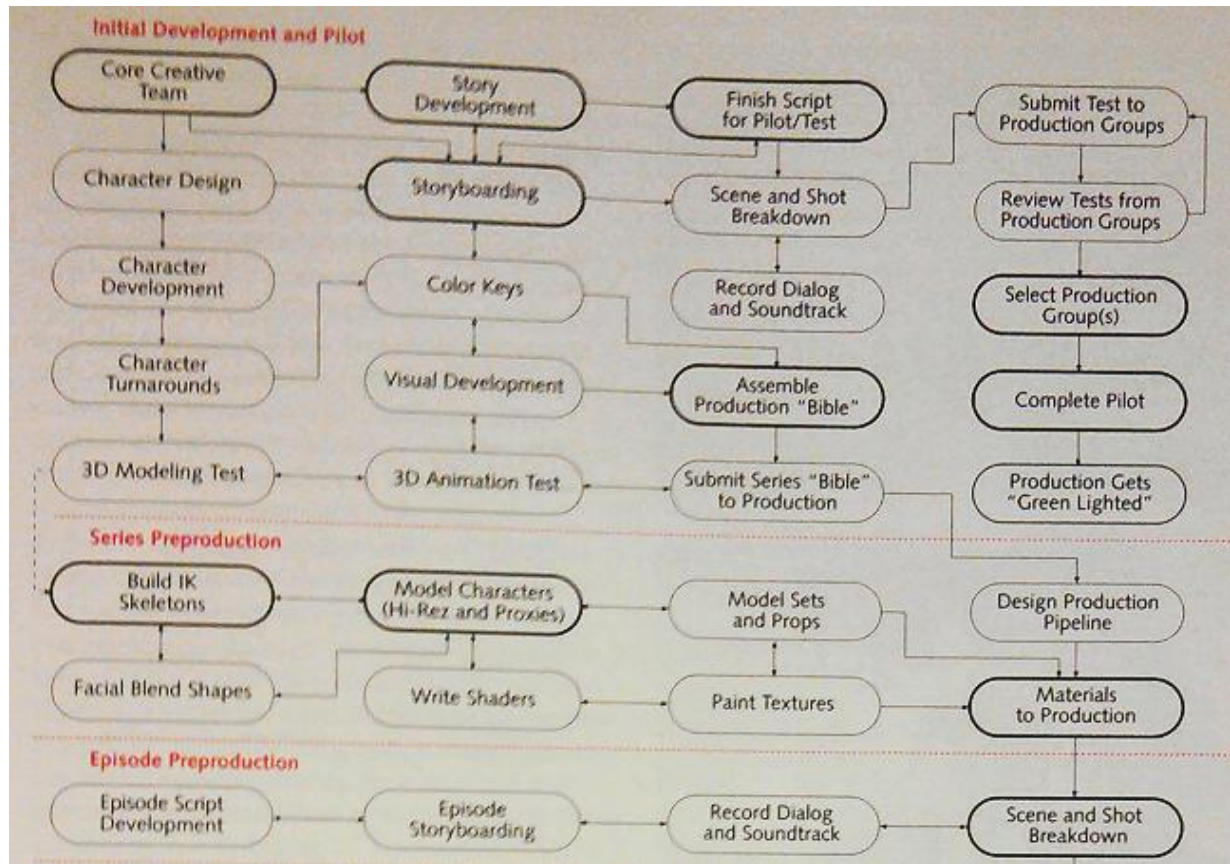 Initial Development and Pilot
Core Creative
Team
Story
Development
Finish Script
for Pilot/Test
Submit Test to
Production Groups
Character Design
Storyboarding
Scene and Shot
Breakdown
Review Tests from
Production Groups
Character
Development
Color Keys
Record Dialog
and Soundtrack
Select Production
Group(s)
Character
Turnarounds
Visual Development
Assemble
Production "Bible"
Complete Pilot
3D Modeling Test
3D Animation Test
Submit Series "Bible"
to Production
Production Gets
"Green Lighted"
Series Preproduction
Build IK
Skeletons
Model Characters
(Hi-Rez and Proxies)
Model Sets
and Props
Design Production
Pipeline
Facial Blend Shapes
Write Shaders
Paint Textures
Materials
to Production
Episode Preproduction
Episode Script
Development
Episode
Storyboarding
Record Dialog
and Soundtrack
Scene and Shot
Breakdown